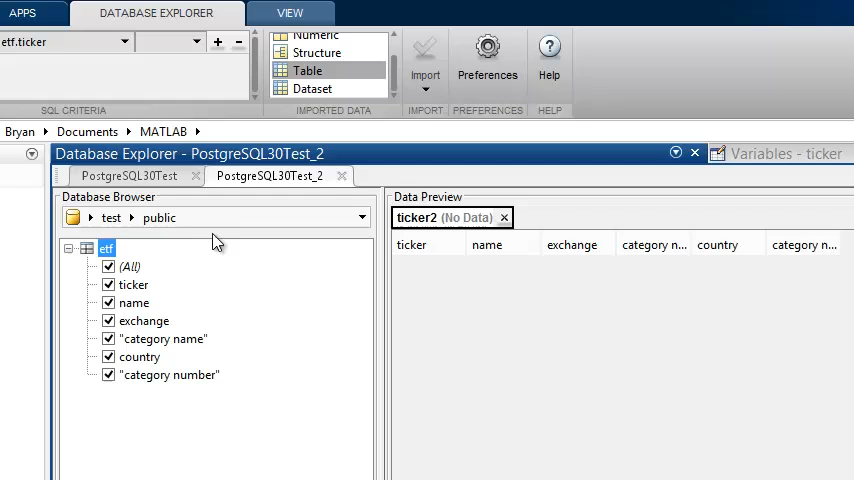 APPS DATABASE EXPLORER VIEW
etf.ticker
Numeric
Structure
Table
Dataset
Import
Preferences
Help
SQL CRITERIA IMPORTED DATA IMPORT PREFERENCES HELP
Bryan Documents MATLAB
Database Explorer - PostgreSQL30Test_2
Variables - ticker
PostgreSQL30Test PostgreSQL30Test_2
Database Browser
test public
etf
(All)
ticker
name
exchange
"category name"
country
"category number"
Data Preview
ticker2 (No Data)
ticker name exchange category n... country category n...